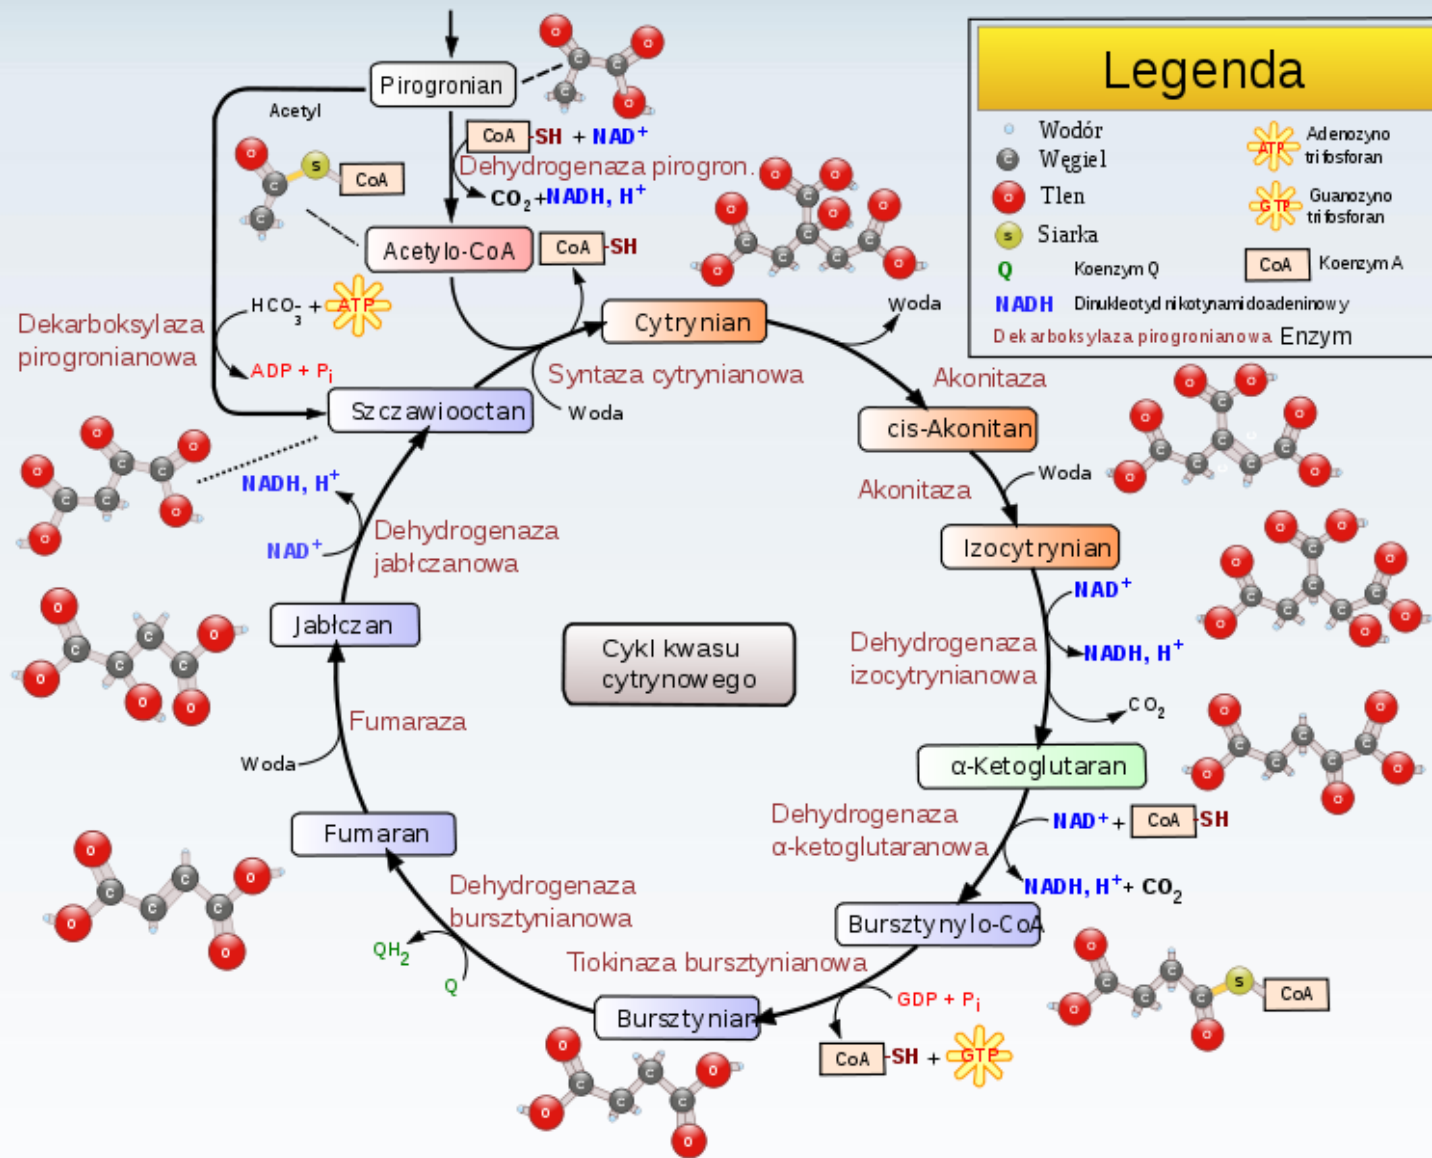 Pirogronian
Acetyl
CoA -SH + NAD+
Dehydrogenaza pirogron.
CO2+NADH, H+
CoA
Acetylo-CoA
CoA -SH
HCO3- + ATP
Dekarboksylaza
pirogronianowa
ADP + Pi
Cytrynian
Woda
Syntaza cytrynianowa
Woda
Szczawiooctan
Akonitaza
cis-Akonitan
Woda
Akonitaza
Izocytrynian
NAD+
NADH, H+
Dehydrogenaza
izocytrynianowa
CO2
α-Ketoglutaran
Dehydrogenaza
α-ketoglutaranowa
NAD+ + CoA -SH
NADH, H+ + CO2
Bursztynylo-CoA
CoA
Tiokinaza bursztynianowa
GDP + Pi
CoA -SH + GTP
Bursztynian
Dehydrogenaza
bursztynianowa
QH2
Q
Fumaran
Fumaraza
Woda
Jabłczan
Dehydrogenaza
jabłczanowa
NADH, H+
NAD+
Cykl kwasu
cytrynowego
Legenda
Wodór
C Węgiel
O Tlen
S Siarka
Q Koenzym Q
NADH Dinukleotyd nikotynamidoadeninowy
Dekarboksylaza pirogronianowa Enzym
ATP Adenozyno
trifosforan
GTP Guanozyno
trifosforan
CoA Koenzym A